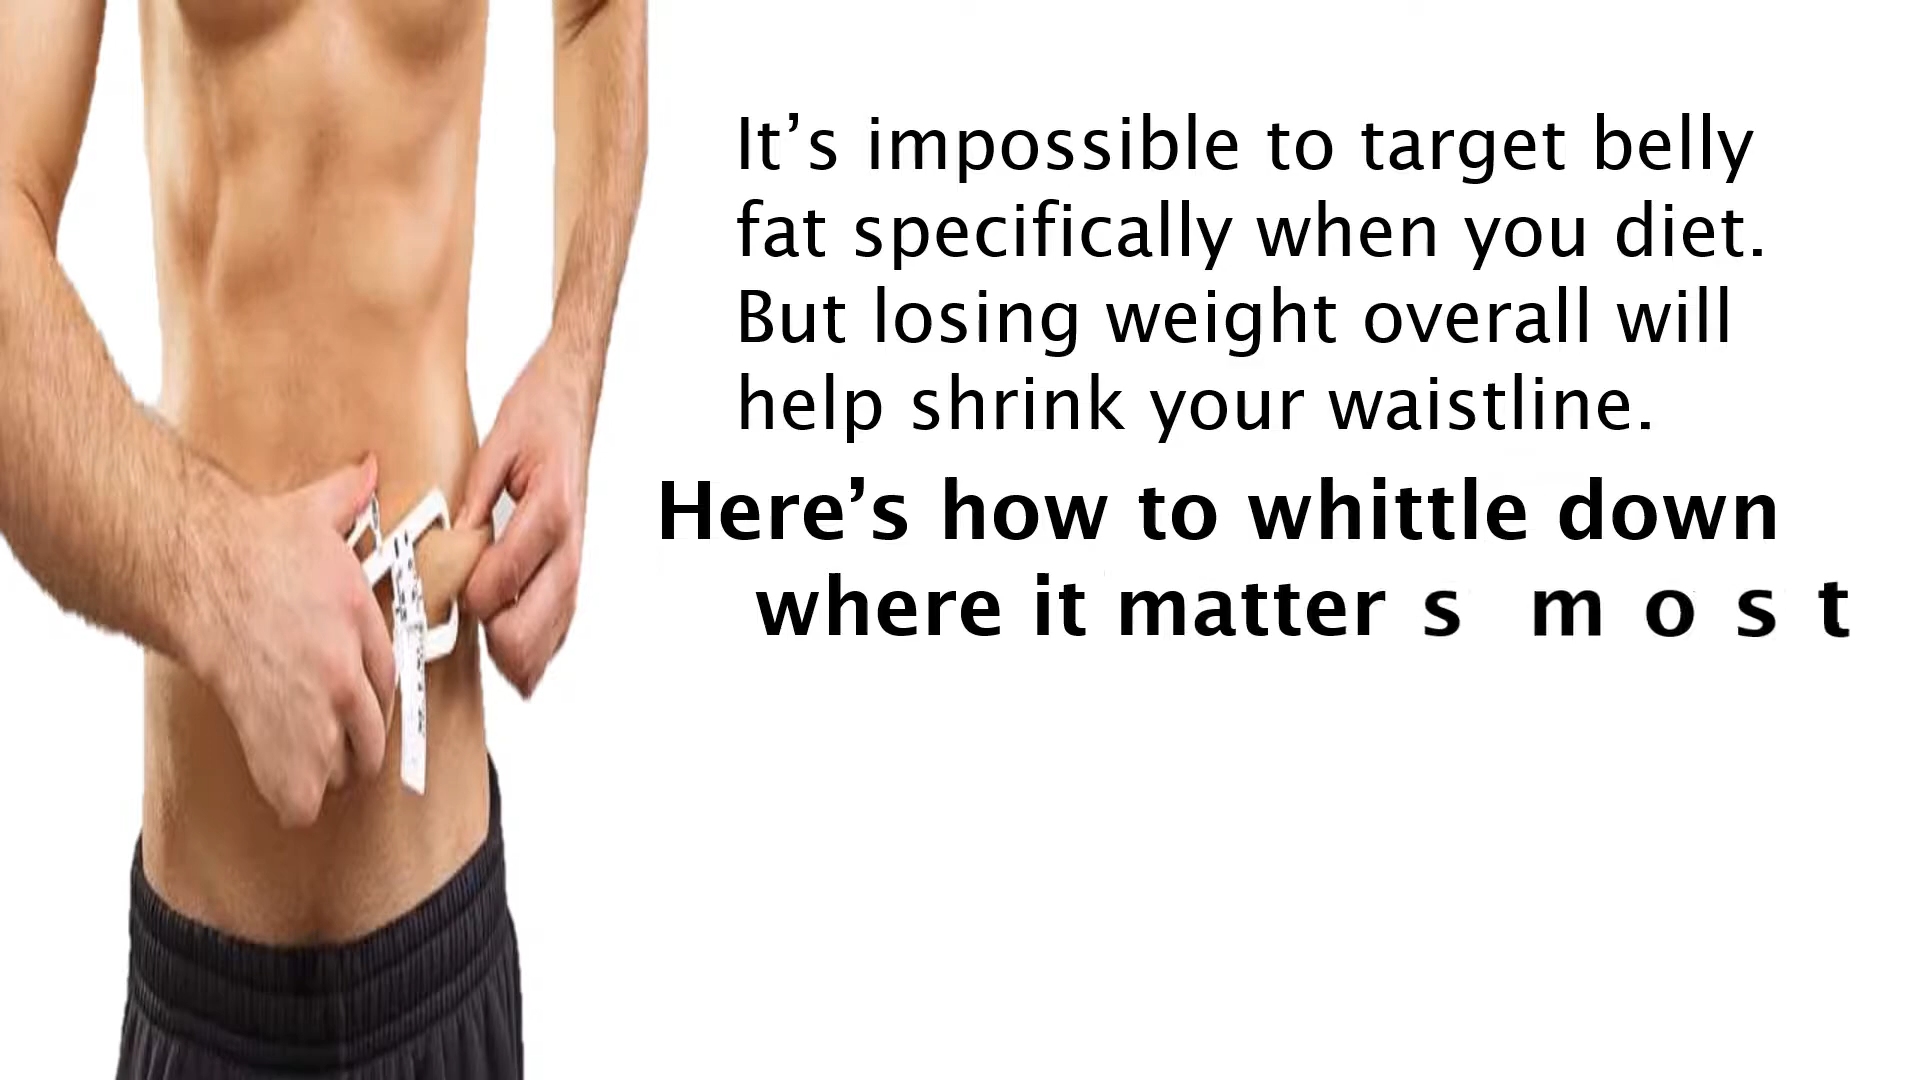 It’s impossible to target belly
fat specifically when you diet.
But losing weight overall will
help shrink your waistline.
Here’s how to whittle down
where it matter s m o s t